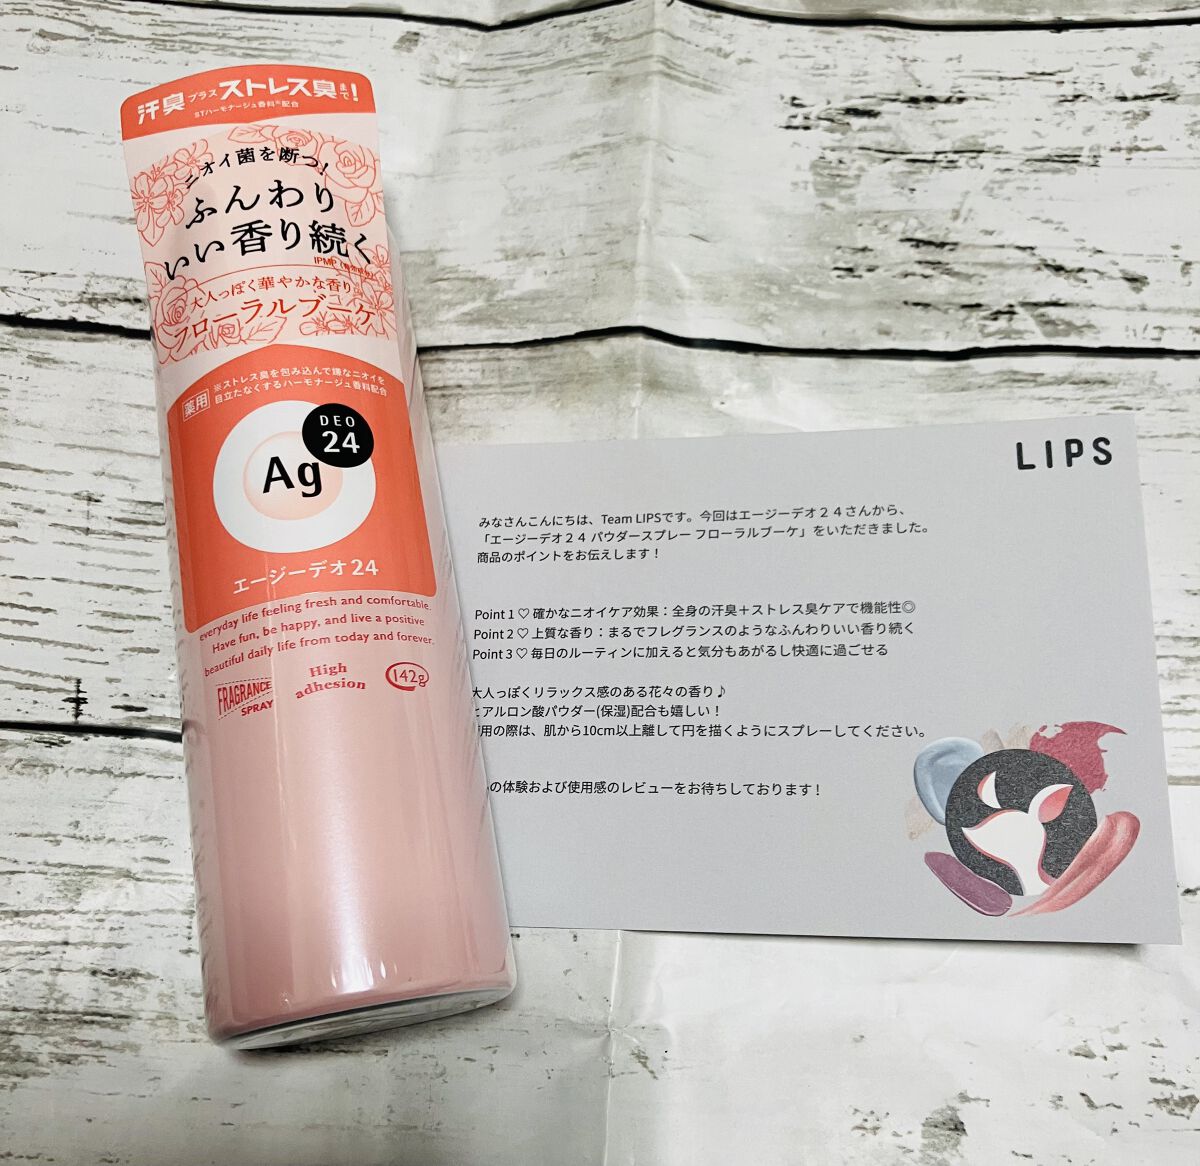 汗臭プラスストレス臭まで!
STハーモナージュ香料※配合
ニオイ菌を断つ!
ふんわり
いい香り続く
IPMP
大人っぽく華やかな香り
フローラルブーケ
※ストレス臭を包み込んで嫌なニオイを
目立たなくするハーモナージュ香料配合
薬用
DEO
24
Ag
エージーデオ24
everyday life feeling fresh and comfortable.
Have fun, be happy, and live a positive
beautiful daily life from today and forever.
FRAGRANCE
SPRAY
High
adhesion
142g
LIPS
みなさんこんにちは、Team LIPSです。今回はエージーデオ２４さんから、
「エージーデオ２４ パウダースプレー フローラルブーケ」をいただきました。
商品のポイントをお伝えします！
Point 1 ♡ 確かなニオイケア効果：全身の汗臭＋ストレス臭ケアで機能性◎
Point 2 ♡ 上質な香り：まるでフレグランスのようなふんわりいい香り続く
Point 3 ♡ 毎日のルーティンに加えると気分もあがるし快適に過ごせる
大人っぽくリラックス感のある花々の香り♪
ヒアルロン酸パウダー(保湿)配合も嬉しい！
用の際は、肌から10cm以上離して円を描くようにスプレーしてください。
の体験および使用感のレビューをお待ちしております！